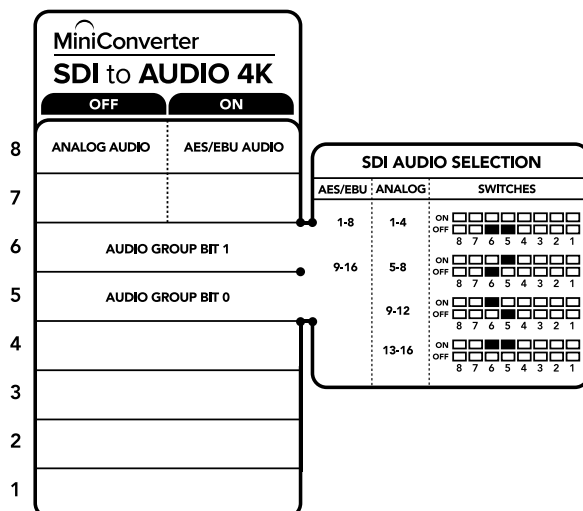 MiniConverter
SDI to AUDIO 4K
OFF ON
8 ANALOG AUDIO AES/EBU AUDIO
7
6 AUDIO GROUP BIT 1
5 AUDIO GROUP BIT 0
4
3
2
1
SDI AUDIO SELECTION
AES/EBU ANALOG SWITCHES
1-8 1-4 ON
OFF
8 7 6 5 4 3 2 1
9-16 5-8 ON
OFF
8 7 6 5 4 3 2 1
9-12 ON
OFF
8 7 6 5 4 3 2 1
13-16 ON
OFF
8 7 6 5 4 3 2 1